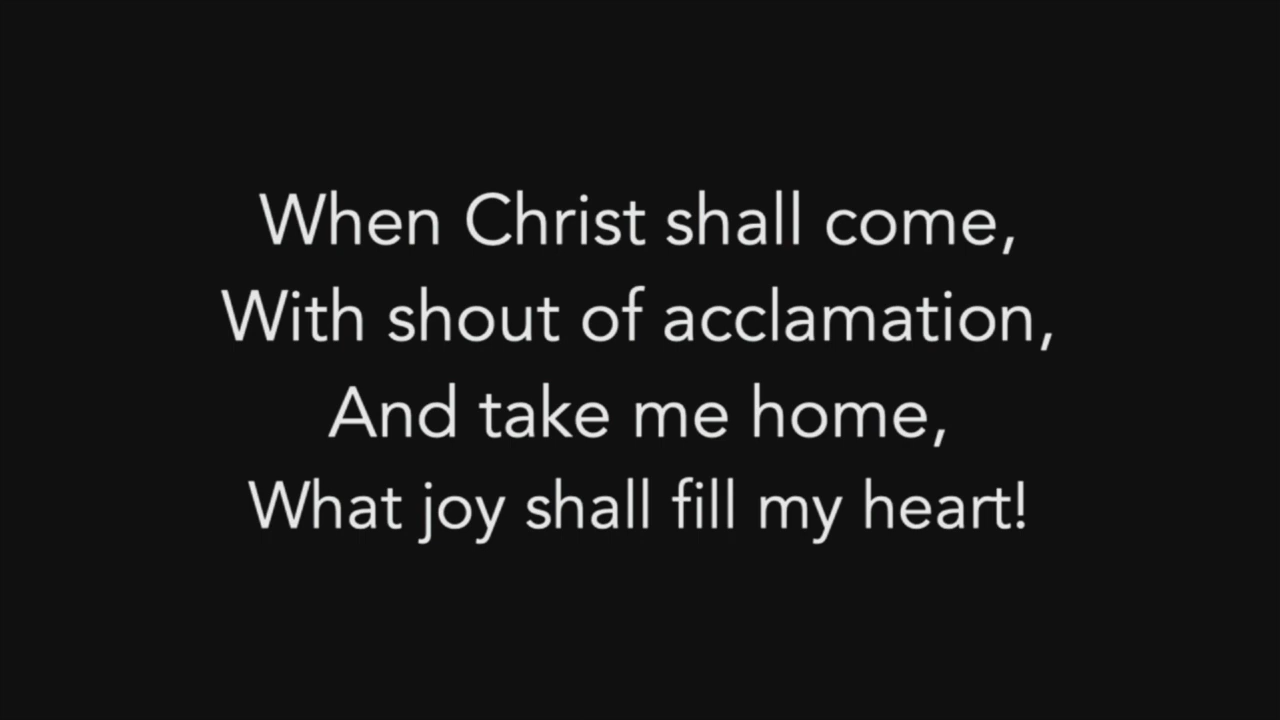 When Christ shall come,
With shout of acclamation,
And take me home,
What joy shall fill my heart!